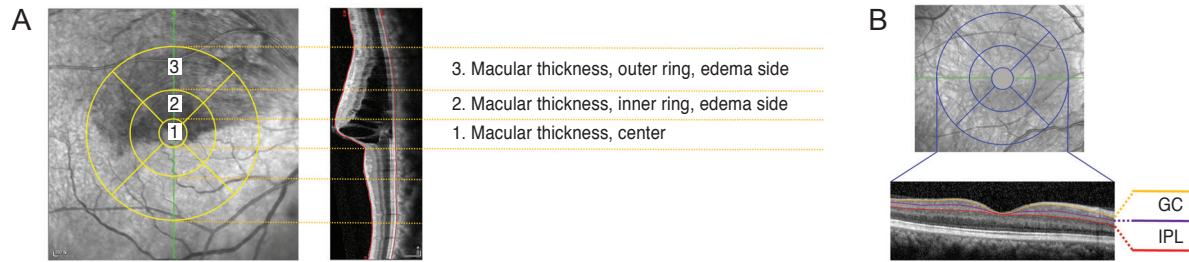 A
3
2
1
3. Macular thickness, outer ring, edema side
2. Macular thickness, inner ring, edema side
1. Macular thickness, center
B
GC
IPL